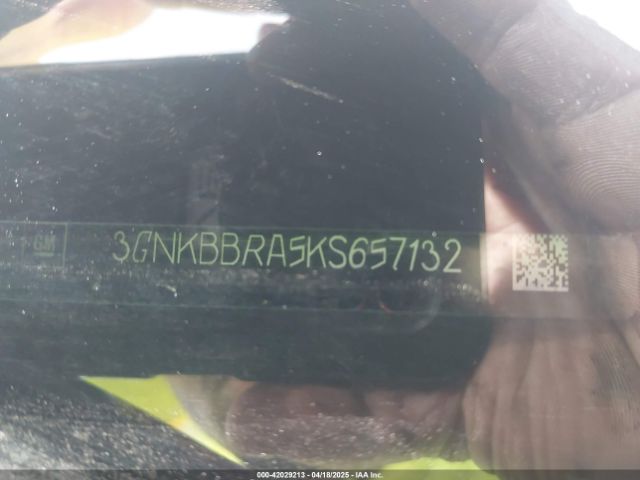 GM 3GNKBBRA5KS657132
000-42029213 - 04/18/2025 - IAA Inc.